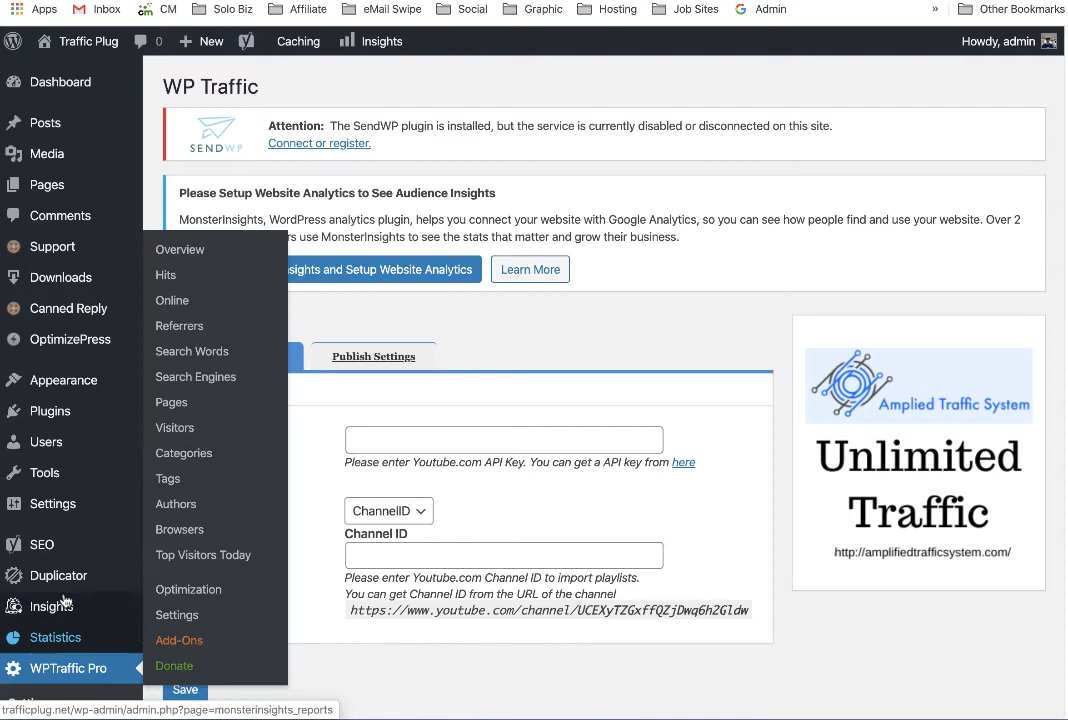 Apps Inbox CM Solo Biz Affiliate eMail Swipe Social Graphic Hosting Job Sites Admin » Other Bookmarks
Traffic Plug 0 New Caching Insights Howdy, admin
Dashboard
Posts
Media
Pages
Comments
Support
Downloads
Canned Reply
OptimizePress
Appearance
Plugins
Users
Tools
Settings
SEO
Duplicator
Insights
Statistics
WPTraffic Pro
Overview
Hits
Online
Referrers
Search Words
Search Engines
Pages
Visitors
Categories
Tags
Authors
Browsers
Top Visitors Today
Optimization
Settings
Add-Ons
Donate
WP Traffic
SENDWP
Attention: The SendWP plugin is installed, but the service is currently disabled or disconnected on this site.
Connect or register.
Please Setup Website Analytics to See Audience Insights
MonsterInsights, WordPress analytics plugin, helps you connect your website with Google Analytics, so you can see how people find and use your website. Over 2
rs use MonsterInsights to see the stats that matter and grow their business.
sights and Setup Website Analytics Learn More
Publish Settings
Please enter Youtube.com API Key. You can get a API key from here
ChannelID
Channel ID
Please enter Youtube.com Channel ID to import playlists.
You can get Channel ID from the URL of the channel
https://www.youtube.com/channel/UCEXyTZGxffQZjDwq6h2Gldw
Save
Amplied Traffic System
Unlimited
Traffic
http://amplifiedtrafficsystem.com/
trafficplug.net/wp-admin/admin.php?page=monsterinsights_reports